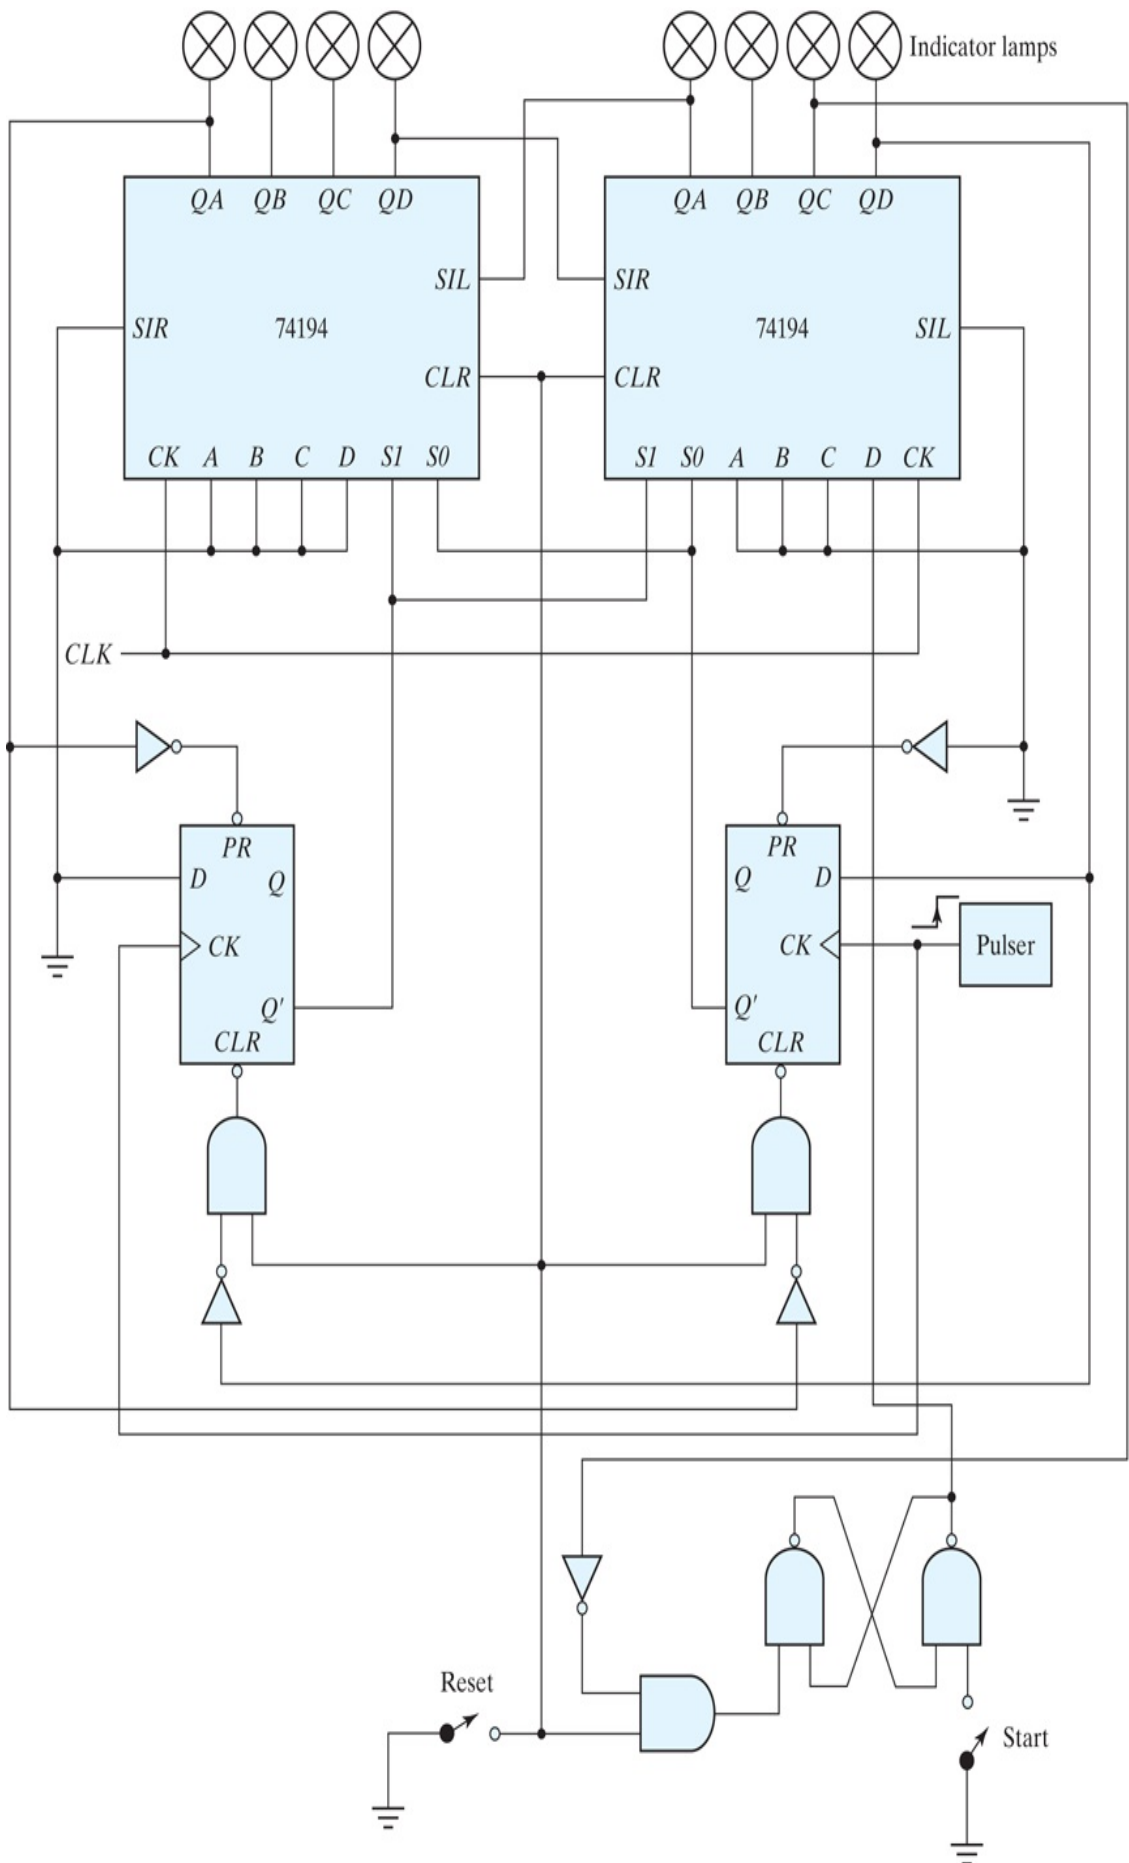 Indicator lamps
QA QB QC QD
QA QB QC QD
SIL
SIR
SIR
74194
74194
SIL
CLR
CLR
CK A B C D S1 S0
S1 S0 A B C D CK
CLK
PR
PR
D
Q
Q
D
CK
CK
Pulser
Q'
Q'
CLR
CLR
Reset
Start